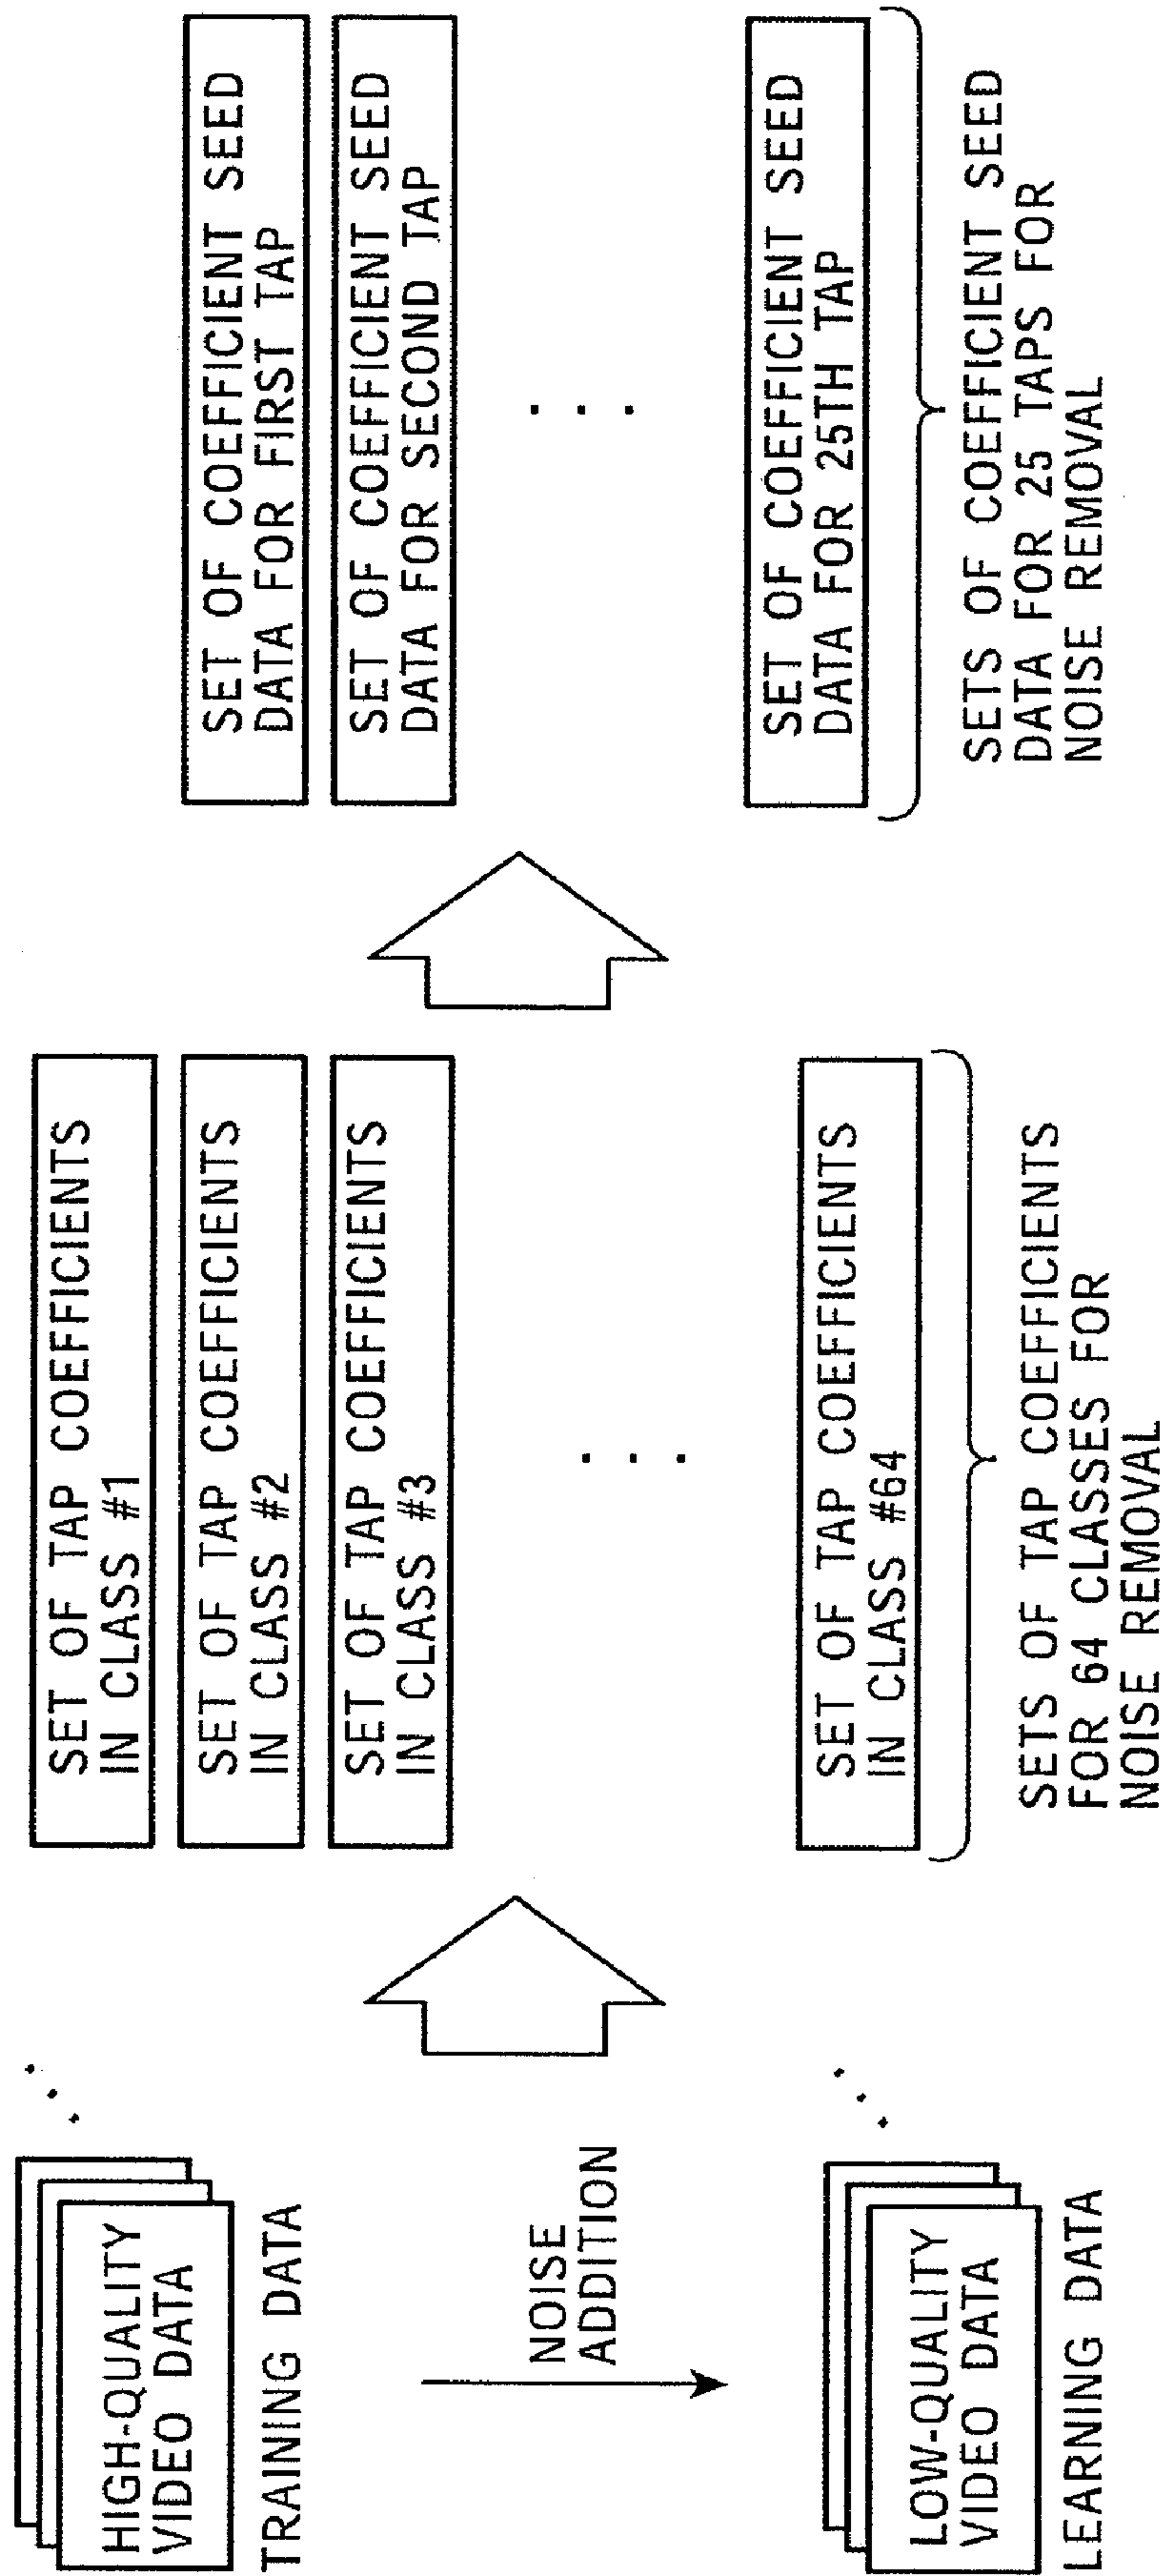 HIGH-QUALITY
VIDEO DATA
TRAINING DATA
NOISE
ADDITION
LOW-QUALITY
VIDEO DATA
LEARNING DATA
SET OF TAP COEFFICIENTS
IN CLASS #1
SET OF TAP COEFFICIENTS
IN CLASS #2
SET OF TAP COEFFICIENTS
IN CLASS #3
SET OF TAP COEFFICIENTS
IN CLASS #64
SETS OF TAP COEFFICIENTS
FOR 64 CLASSES FOR
NOISE REMOVAL
SET OF COEFFICIENT SEED
DATA FOR FIRST TAP
SET OF COEFFICIENT SEED
DATA FOR SECOND TAP
SET OF COEFFICIENT SEED
DATA FOR 25TH TAP
SETS OF COEFFICIENT SEED
DATA FOR 25 TAPS FOR
NOISE REMOVAL